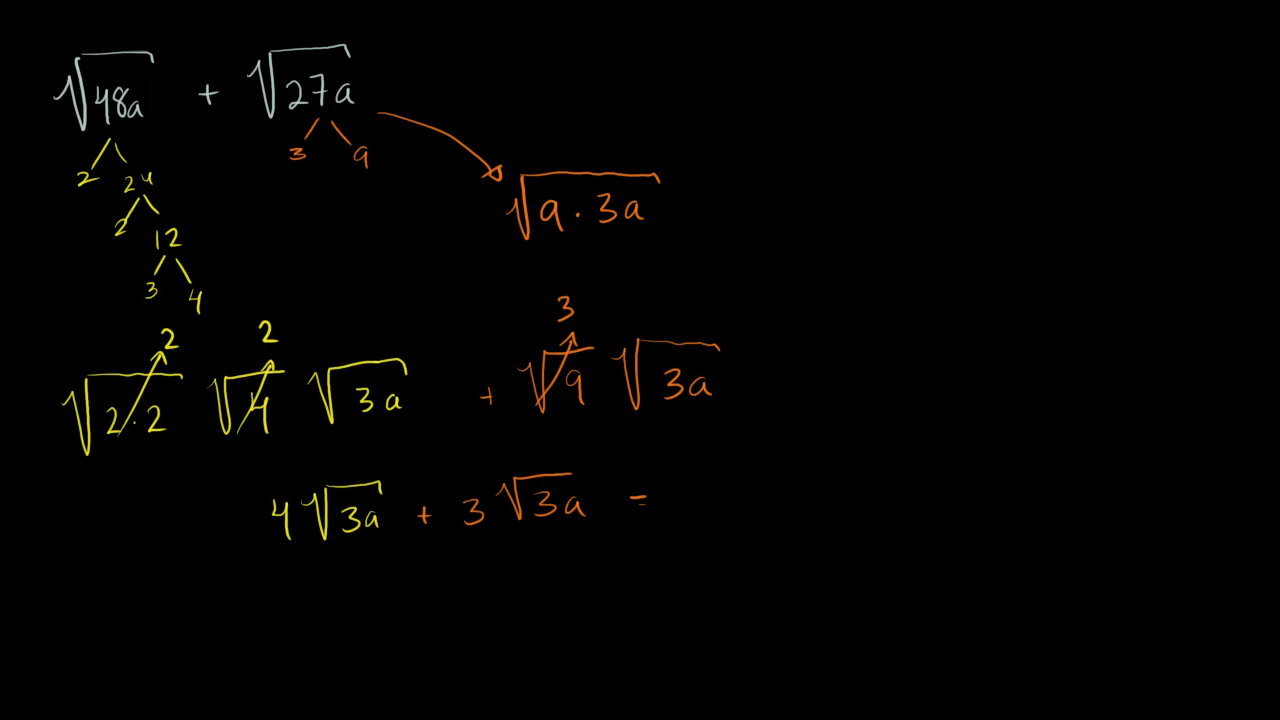 √48a + √27a
3 9
2 24
√9 · 3a
2 12
3 4
2 2 3
√2·2 √4 √3a + √9 √3a
4√3a + 3√3a =